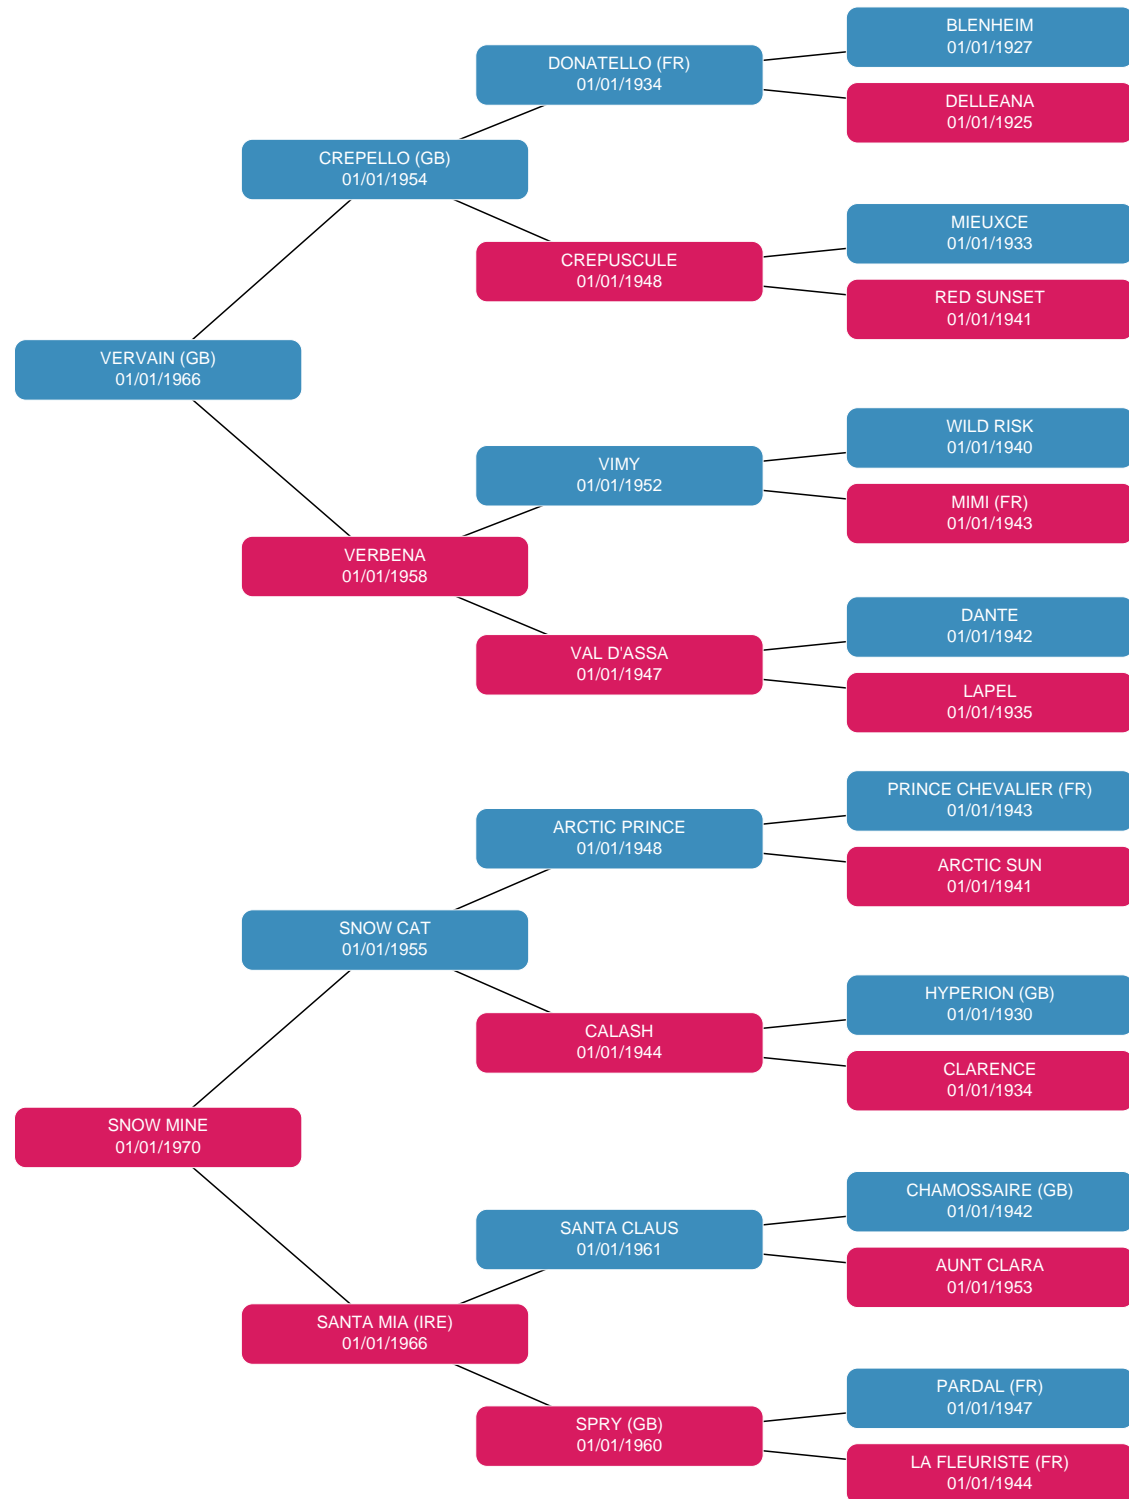 BLENHEIM
01/01/1927
DONATELLO (FR)
01/01/1934
DELLEANA
01/01/1925
CREPELLO (GB)
01/01/1954
MIEUXCE
01/01/1933
CREPUSCULE
01/01/1948
RED SUNSET
01/01/1941
VERVAIN (GB)
01/01/1966
WILD RISK
01/01/1940
VIMY
01/01/1952
MIMI (FR)
01/01/1943
VERBENA
01/01/1958
DANTE
01/01/1942
VAL D'ASSA
01/01/1947
LAPEL
01/01/1935
PRINCE CHEVALIER (FR)
01/01/1943
ARCTIC PRINCE
01/01/1948
ARCTIC SUN
01/01/1941
SNOW CAT
01/01/1955
HYPERION (GB)
01/01/1930
CALASH
01/01/1944
CLARENCE
01/01/1934
SNOW MINE
01/01/1970
CHAMOSSAIRE (GB)
01/01/1942
SANTA CLAUS
01/01/1961
AUNT CLARA
01/01/1953
SANTA MIA (IRE)
01/01/1966
PARDAL (FR)
01/01/1947
SPRY (GB)
01/01/1960
LA FLEURISTE (FR)
01/01/1944